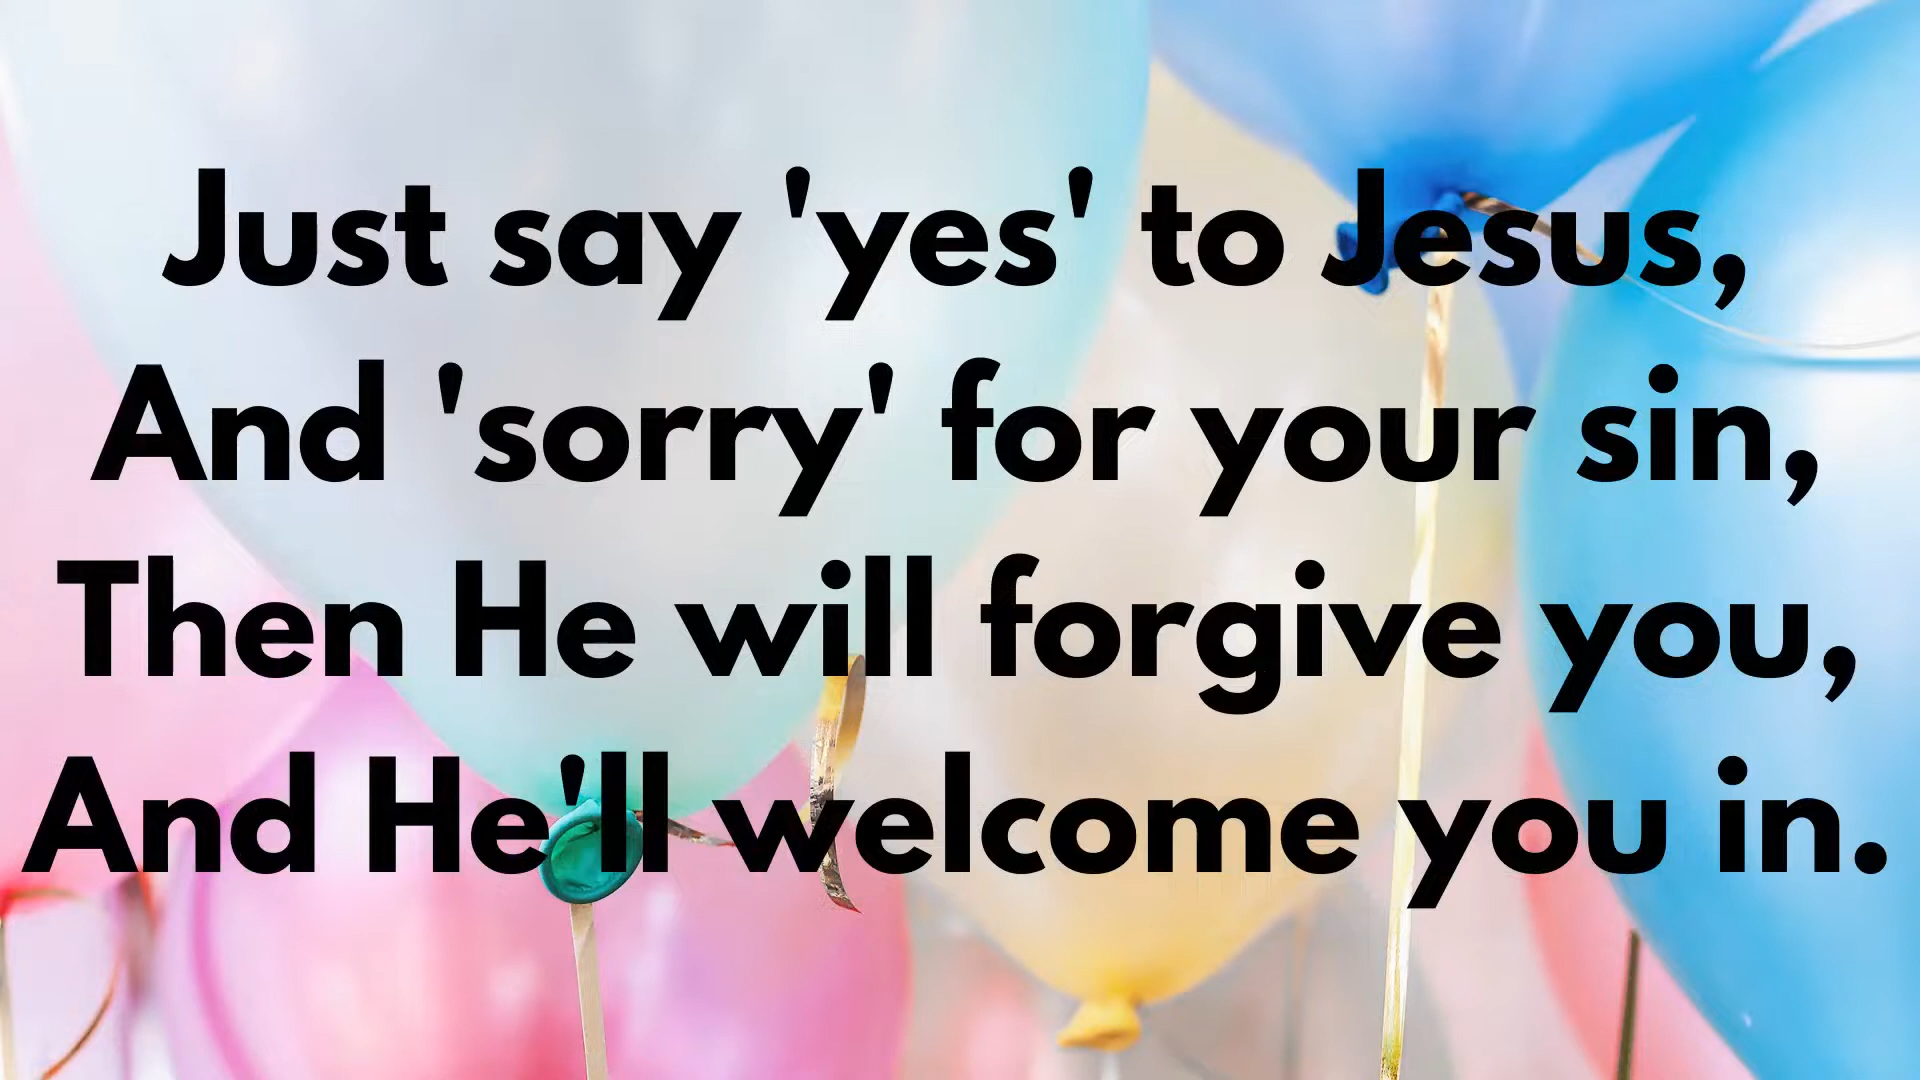 Just say 'yes' to Jesus,
And 'sorry' for your sin,
Then He will forgive you,
And He'll welcome you in.